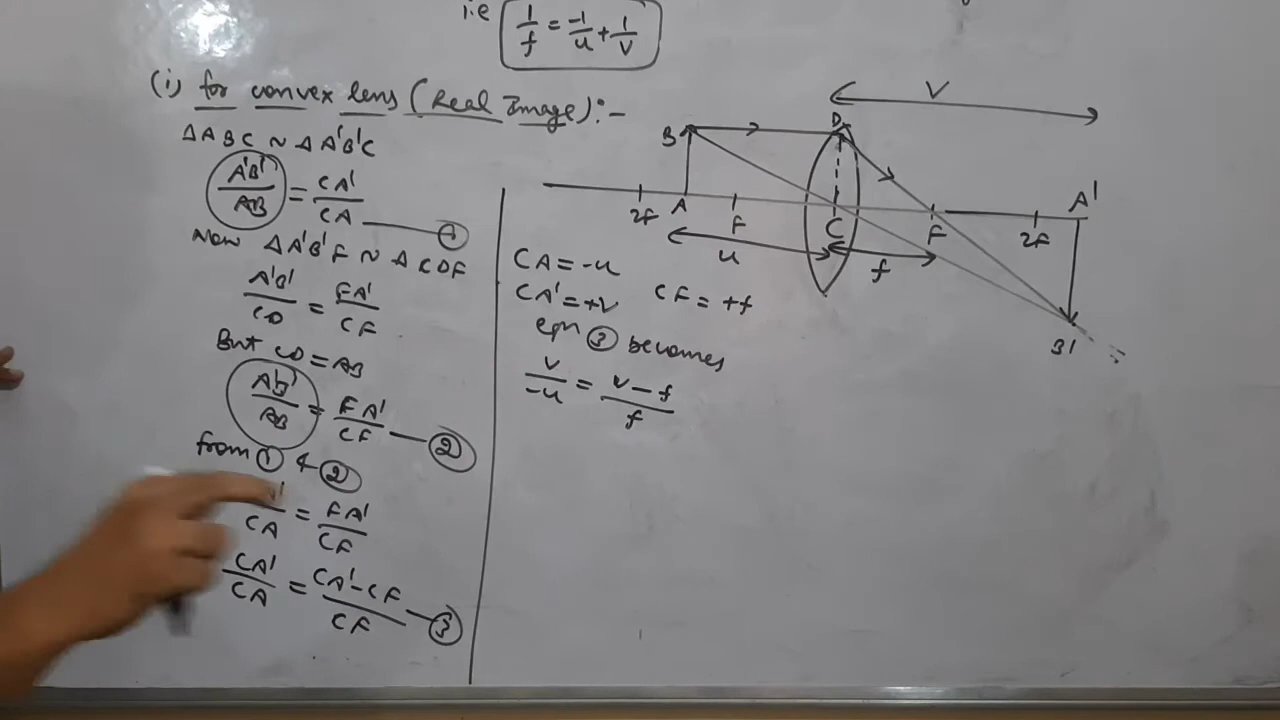 i.e 1/f = -1/u + 1/v
(i) for convex lens (Real Image):-
ΔABC ~ ΔA'B'C
A'B'/AB = CA'/CA — ①
Now ΔA'B'F ~ ΔCDF
A'B'/CD = FA'/CF
But CD = AB
A'B'/AB = FA'/CF — ②
from ① & ②
CA = FA'/CF
CA'/CA = CA'-CF/CF — ③
CA = -u
CA' = +v CF = +f
eqn ③ becomes
v/-u = v-f/f
V
B D
2F A F C F 2F A'
u f
B'